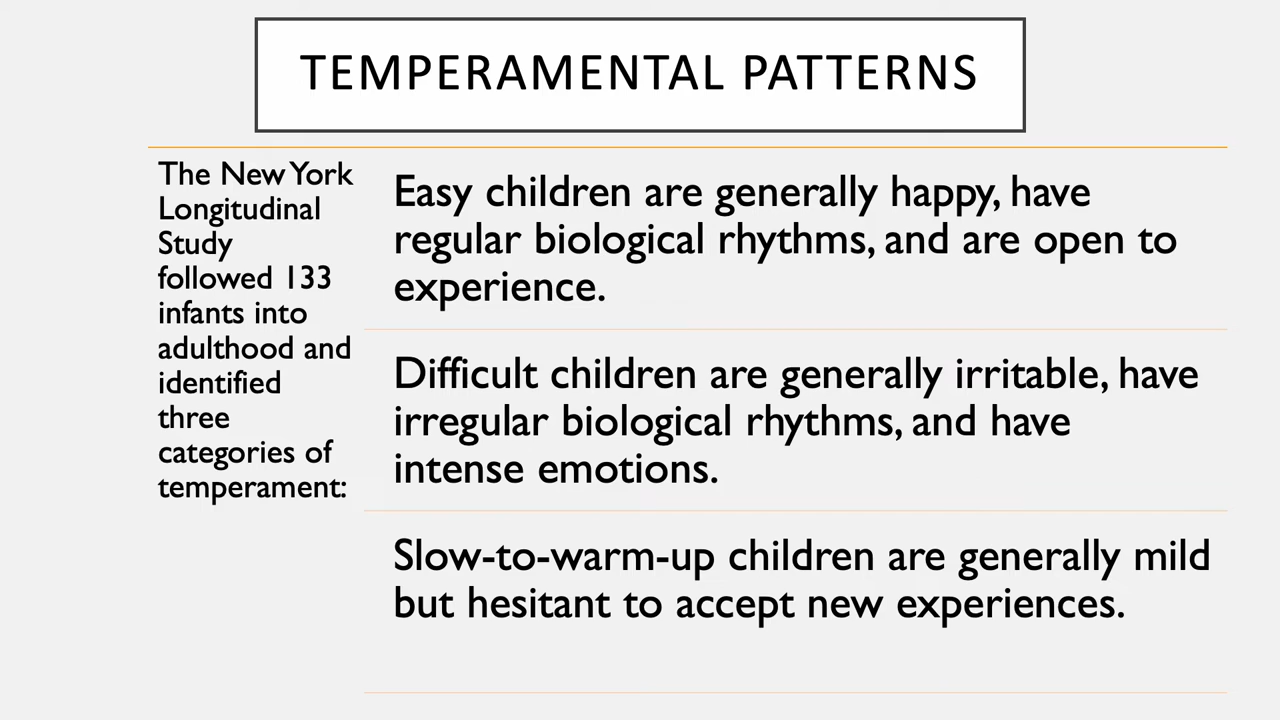 TEMPERAMENTAL PATTERNS
The New York
Longitudinal
Study
followed 133
infants into
adulthood and
identified
three
categories of
temperament:
Easy children are generally happy, have
regular biological rhythms, and are open to
experience.
Difficult children are generally irritable, have
irregular biological rhythms, and have
intense emotions.
Slow-to-warm-up children are generally mild
but hesitant to accept new experiences.